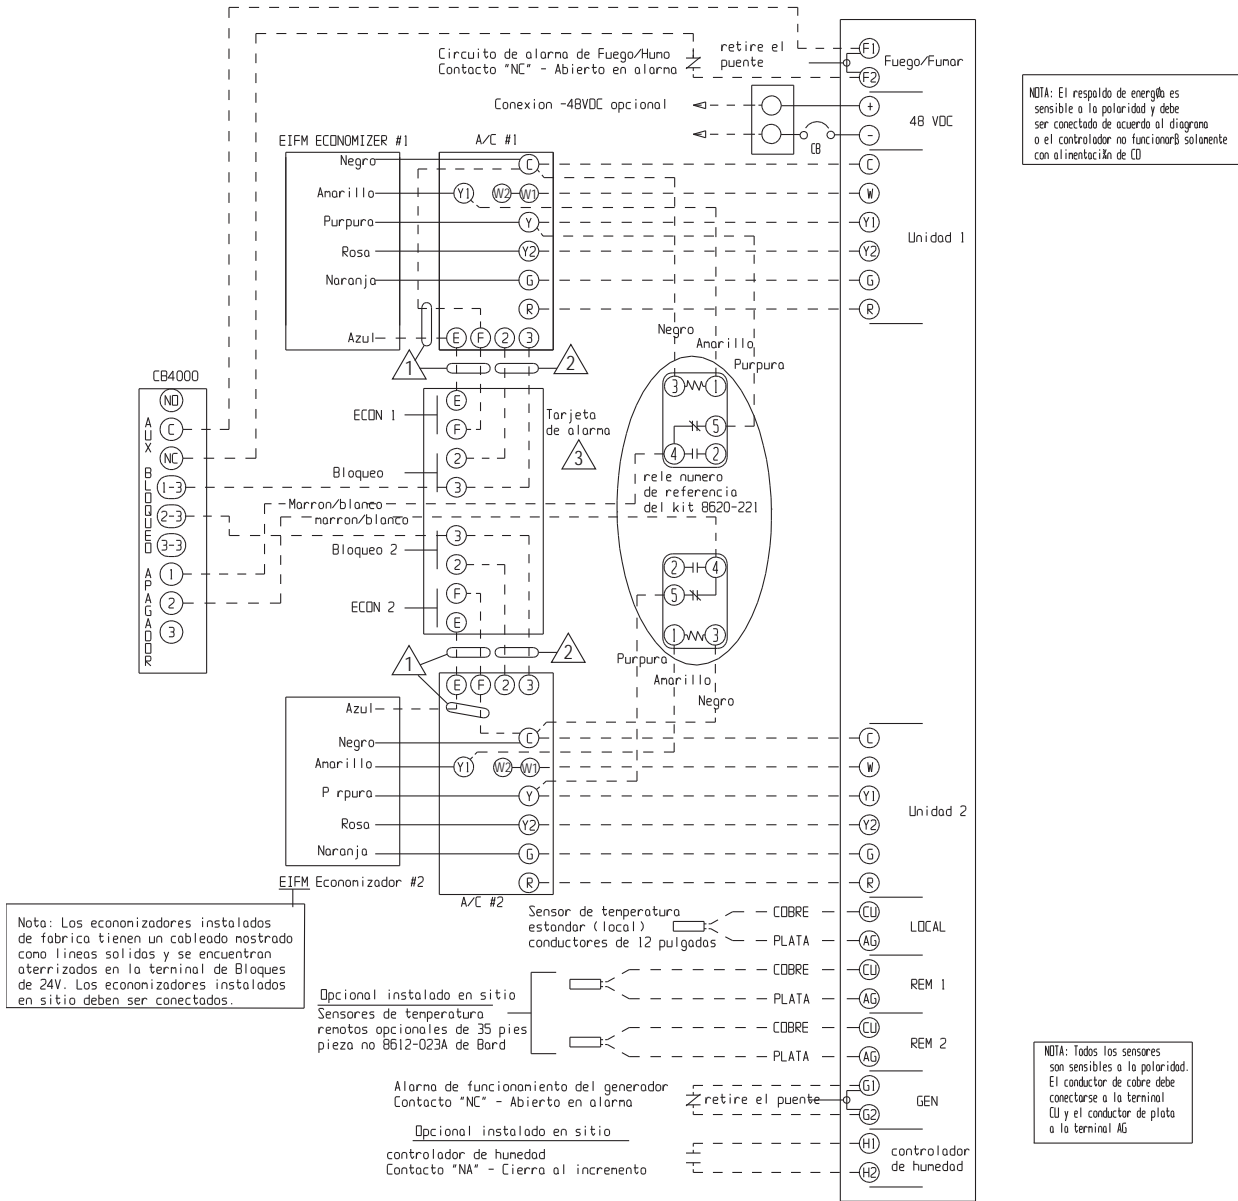 Circuito de alarma de Fuego/Humo
Contacto "NC" - Abierto en alarma
retire el
puente
F1
F2
Fuego/Fumar
Conexion -48VDC opcional
CB
+
-
48 VDC
NOTA: El respaldo de energØa es
sensible a la polaridad y debe
ser conectado de acuerdo al diagrama
o el controlador no funcionarß solamente
con alimentaciXn de CD
EIFM ECONOMIZER #1
A/C #1
Negro
Amarillo
Purpura
Rosa
Naranja
Azul
C
Y1
W2
W1
Y
Y2
G
R
E
F
2
3
C
W
Y1
Y2
G
R
Unidad 1
Negro
Amarillo
Purpura
1
2
3
1
5
4
2
rele numero
de referencia
del kit 8620-221
2
4
5
1
3
Purpura
Amarillo
Negro
CB4000
NO
C
NC
1-3
2-3
3-3
1
2
3
AUX
BLOQUEO
APAGADOR
ECON 1
E
F
Bloqueo
2
3
Tarjeta
de alarma
3
Marron/blanco
marron/blanco
Bloqueo 2
3
2
ECON 2
F
E
1
2
E
F
2
3
Azul
Negro
Amarillo
P rpura
Rosa
Naranja
C
Y1
W2
W1
Y
Y2
G
R
EIFM Economizador #2
A/C #2
C
W
Y1
Y2
G
R
Unidad 2
Nota: Los economizadores instalados
de fabrica tienen un cableado mostrado
como lineas solidas y se encuentran
aterrizados en la terminal de Bloques
de 24V. Los economizadores instalados
en sitio deben ser conectados.
Sensor de temperatura
estandar (local)
conductores de 12 pulgadas
COBRE
PLATA
CU
AG
LOCAL
Opcional instalado en sitio
Sensores de temperatura
remotos opcionales de 35 pies
pieza no 8612-023A de Bard
COBRE
PLATA
CU
AG
REM 1
COBRE
PLATA
CU
AG
REM 2
Alarma de funcionamiento del generador
Contacto "NC" - Abierto en alarma
retire el puente
G1
G2
GEN
Opcional instalado en sitio
controlador de humedad
Contacto "NA" - Cierra al incremento
H1
H2
controlador
de humedad
NOTA: Todos los sensores
son sensibles a la polaridad.
El conductor de cobre debe
conectarse a la terminal
CU y el conductor de plata
a la terminal AG